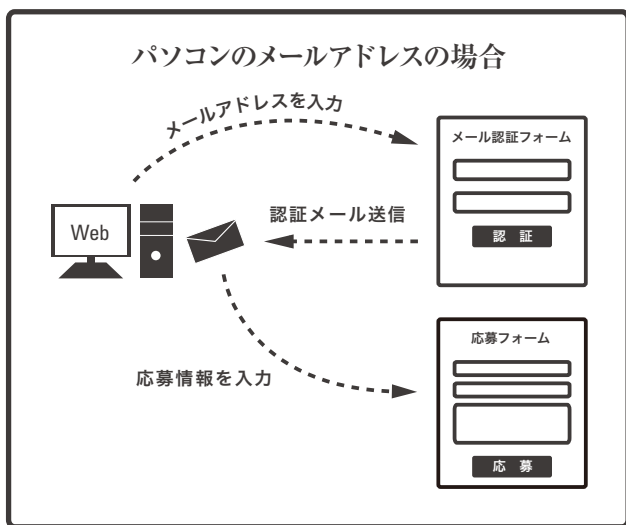 パソコンのメールアドレスの場合
メールアドレスを入力
メール認証フォーム
認証メール送信
Web
認 証
応募フォーム
応募情報を入力
応 募